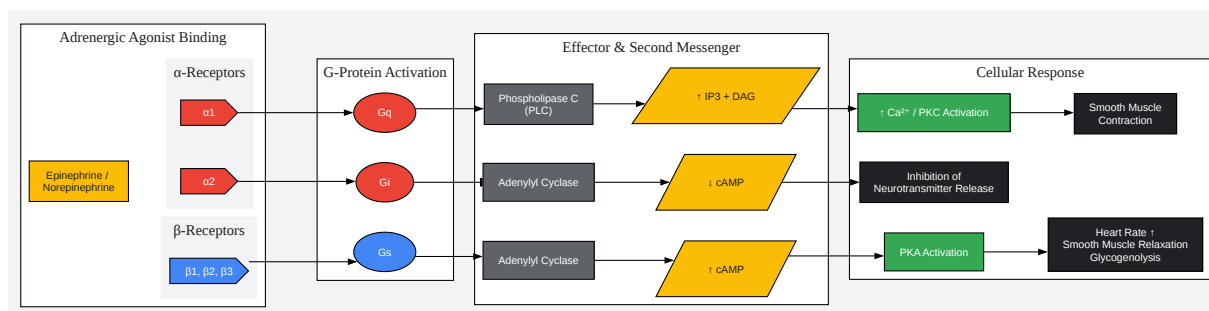 Adrenergic Agonist Binding
α-Receptors
α1
Epinephrine /
Norepinephrine
α2
β-Receptors
β1, β2, β3
G-Protein Activation
Gq
Gi
Gs
Effector & Second Messenger
Phospholipase C
(PLC)
↑ IP3 + DAG
Adenylyl Cyclase
↓ cAMP
Adenylyl Cyclase
↑ cAMP
Cellular Response
↑ Ca²⁺ / PKC Activation
Smooth Muscle
Contraction
Inhibition of
Neurotransmitter Release
PKA Activation
Heart Rate ↑
Smooth Muscle Relaxation
Glycogenolysis